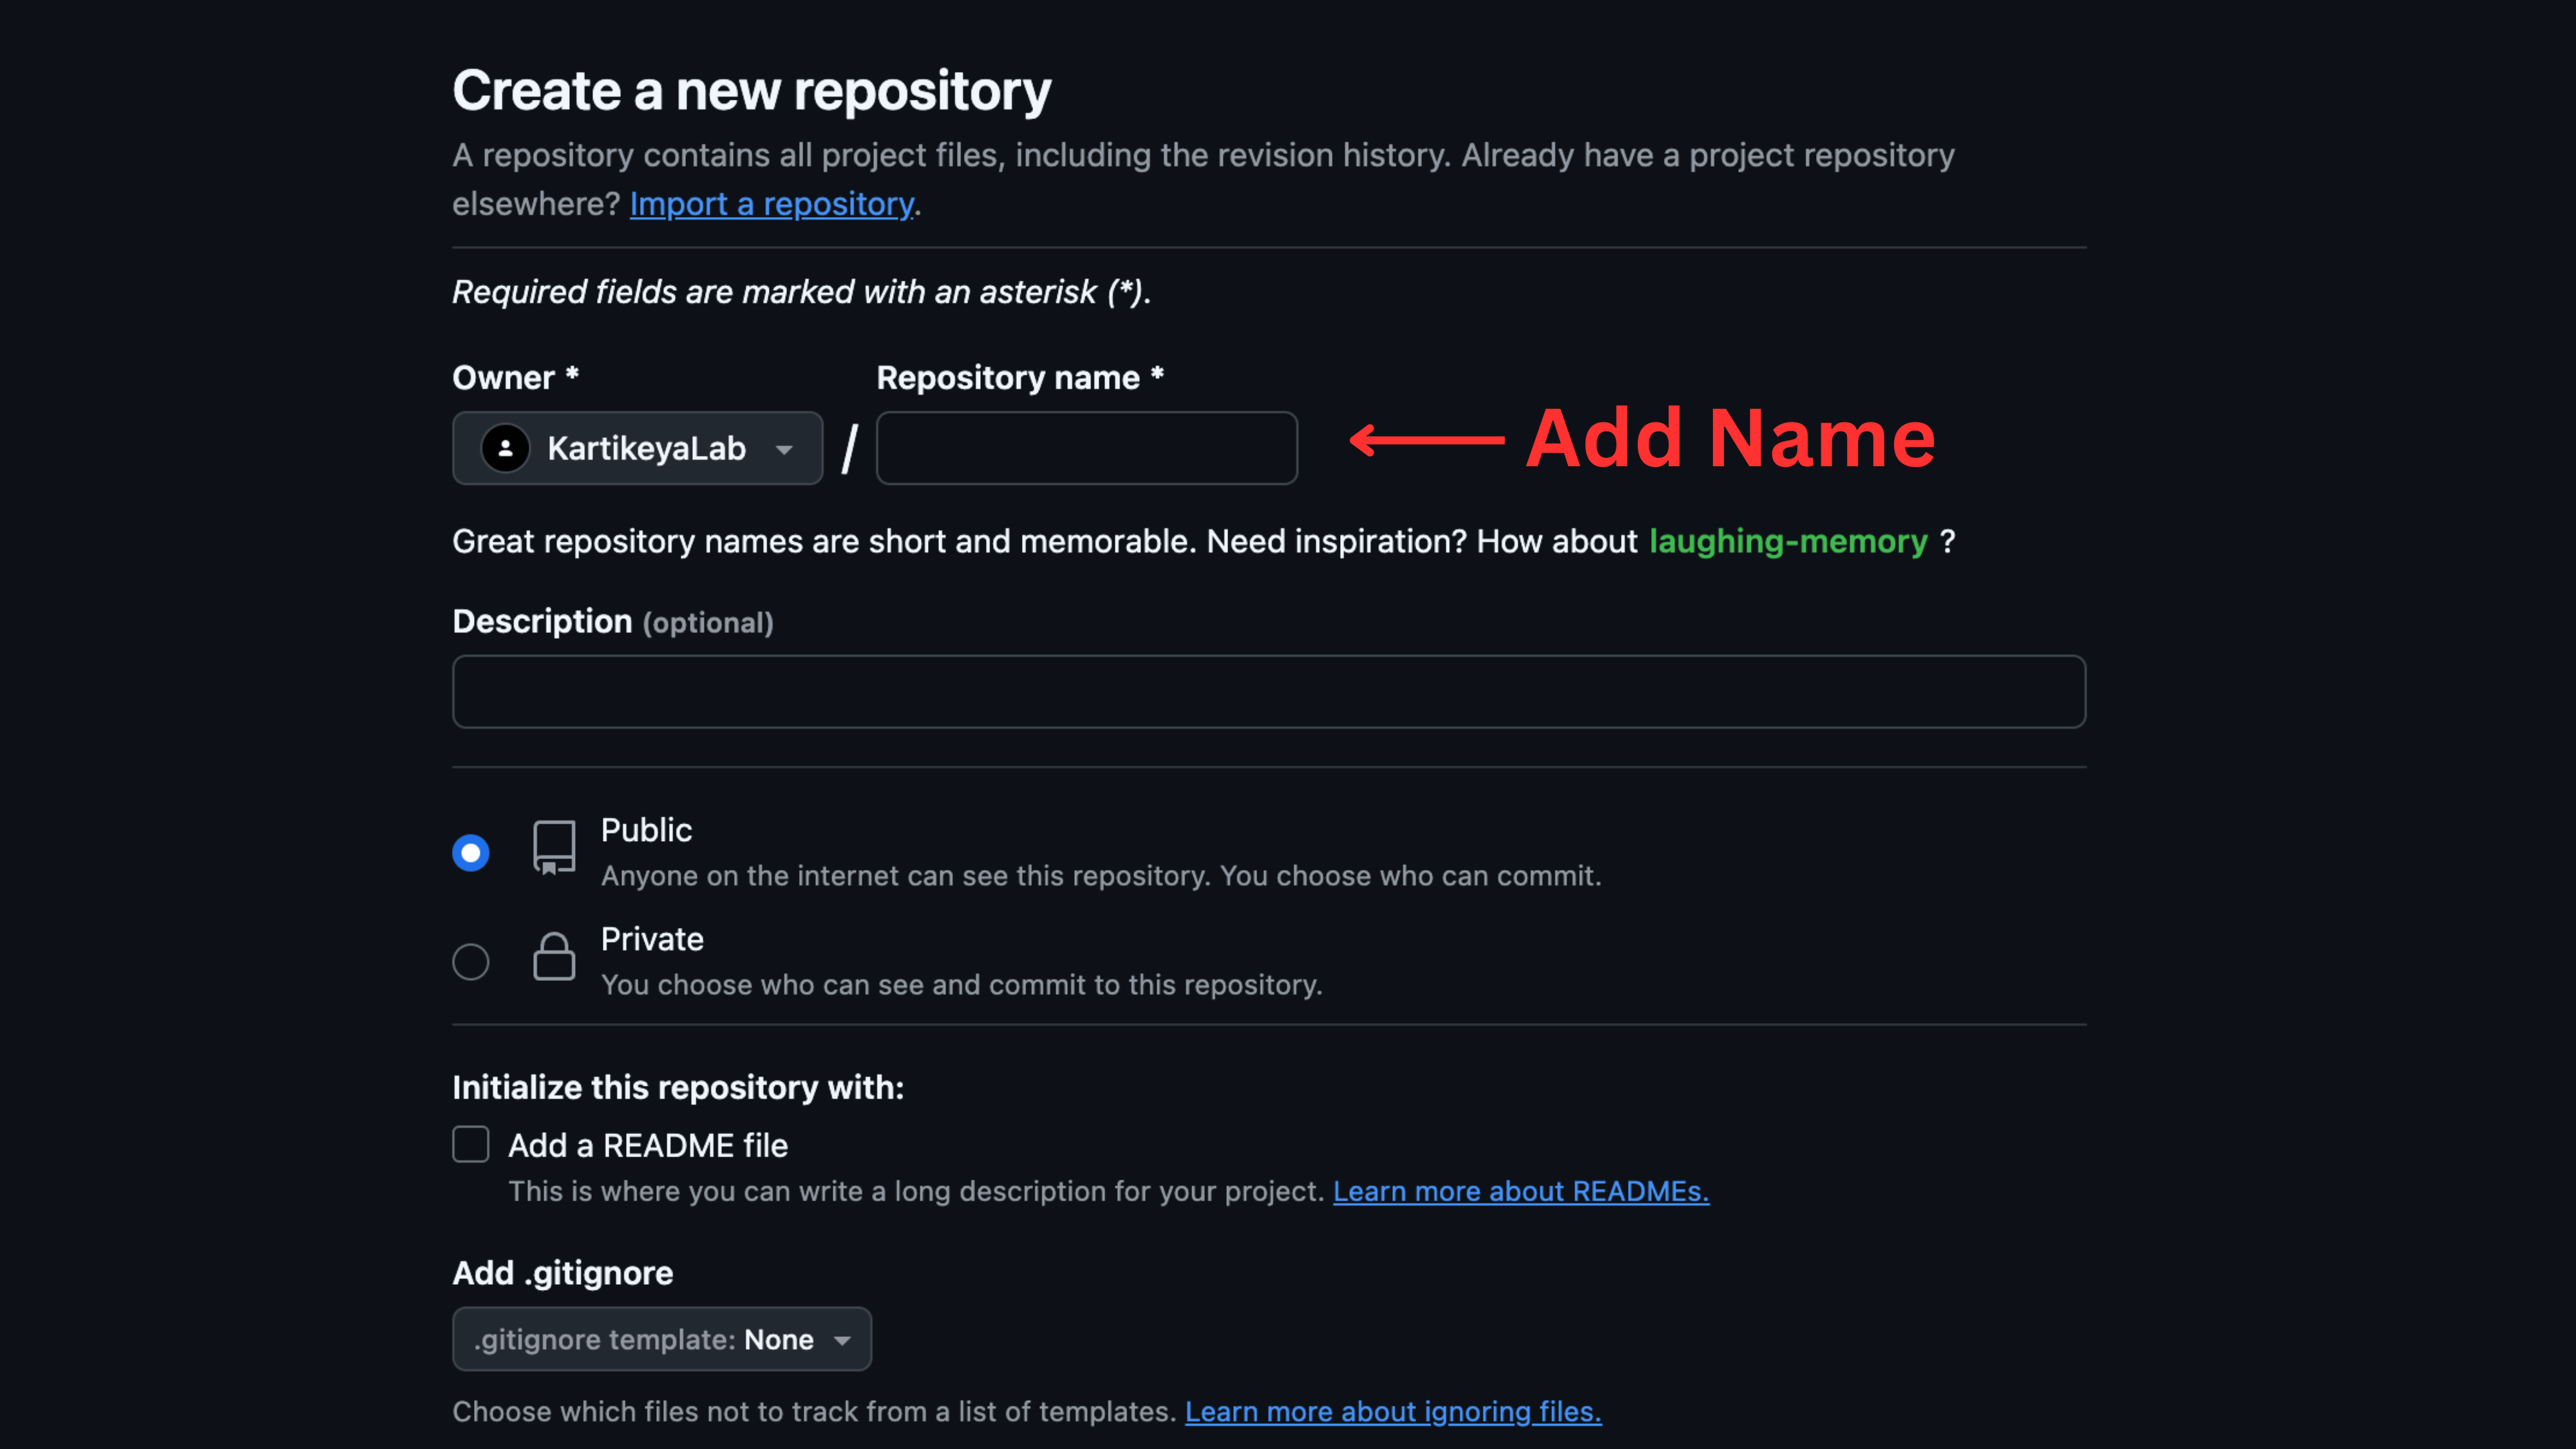 Create a new repository
A repository contains all project files, including the revision history. Already have a project repository
elsewhere? Import a repository.
Required fields are marked with an asterisk (*).
Owner * Repository name *
KartikeyaLab / Add Name
Great repository names are short and memorable. Need inspiration? How about laughing-memory ?
Description (optional)
Public
Anyone on the internet can see this repository. You choose who can commit.
Private
You choose who can see and commit to this repository.
Initialize this repository with:
Add a README file
This is where you can write a long description for your project. Learn more about READMEs.
Add .gitignore
.gitignore template: None
Choose which files not to track from a list of templates. Learn more about ignoring files.